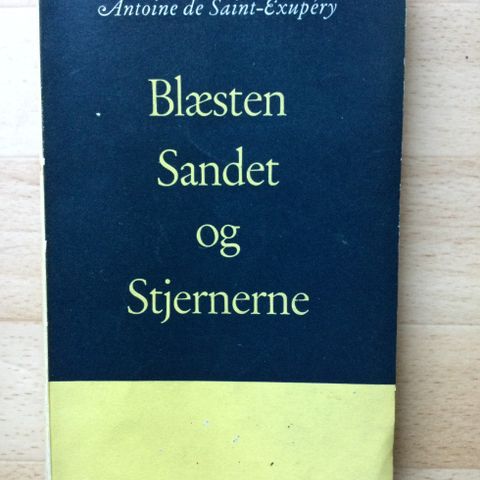 Antoine de Saint-Exupéry
Blæsten
Sandet
og
Stjernerne